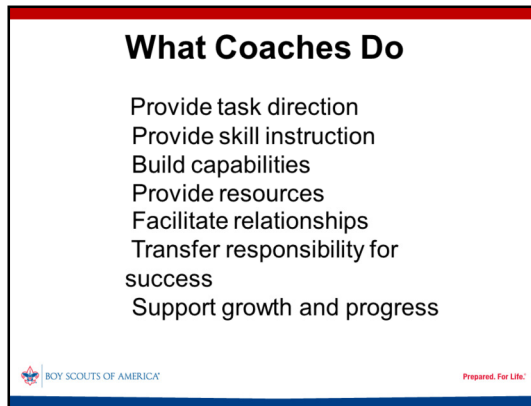 What Coaches Do
Provide task direction
Provide skill instruction
Build capabilities
Provide resources
Facilitate relationships
Transfer responsibility for
success
Support growth and progress
BOY SCOUTS OF AMERICA®
Prepared. For Life.™